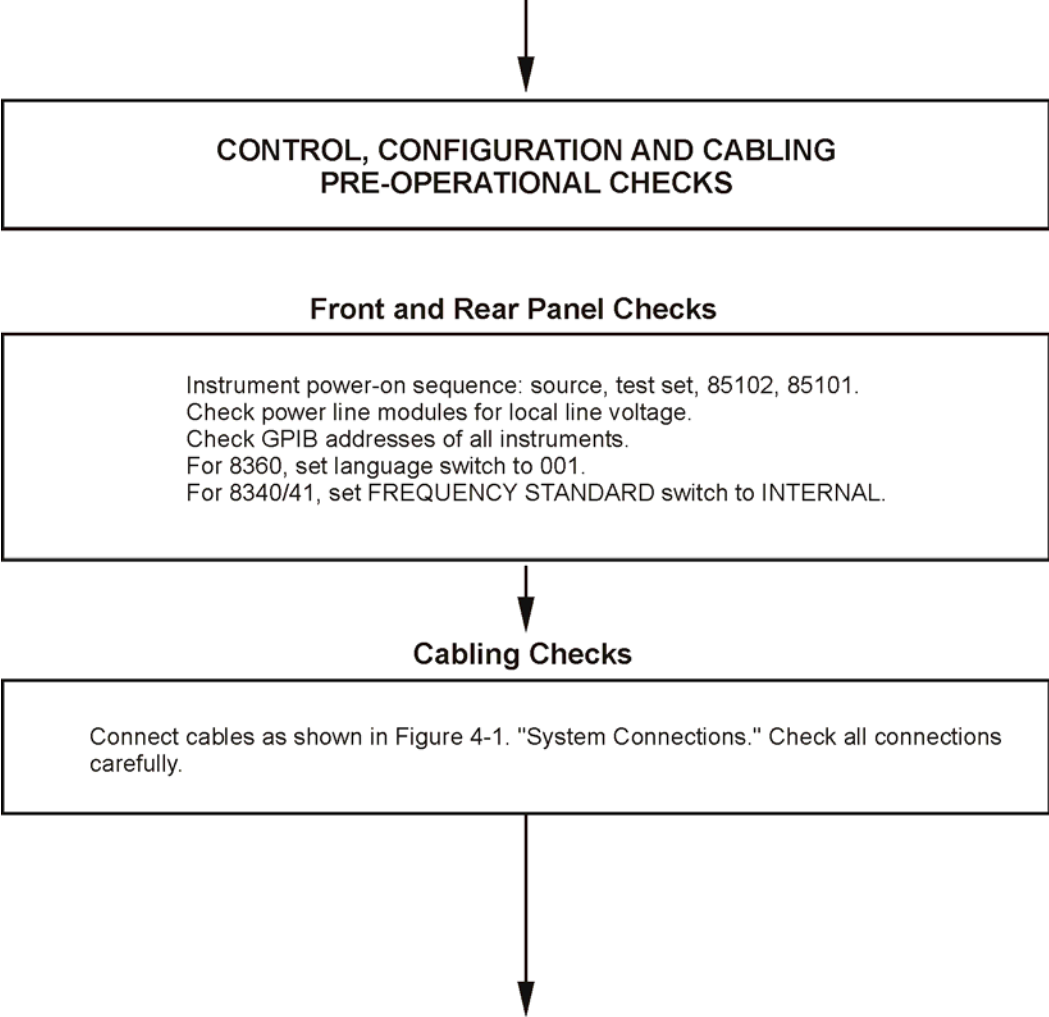 CONTROL, CONFIGURATION AND CABLING
PRE-OPERATIONAL CHECKS
Front and Rear Panel Checks
Instrument power-on sequence: source, test set, 85102, 85101.
Check power line modules for local line voltage.
Check GPIB addresses of all instruments.
For 8360, set language switch to 001.
For 8340/41, set FREQUENCY STANDARD switch to INTERNAL.
Cabling Checks
Connect cables as shown in Figure 4-1. "System Connections." Check all connections
carefully.